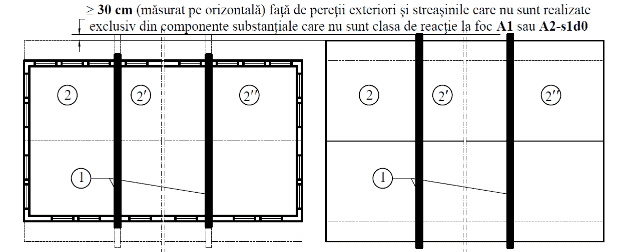 ≥ 30 cm (măsurat pe orizontală) față de pereții exteriori și streașinile care nu sunt realizate
exclusiv din componente substanțiale care nu sunt clasa de reacție la foc A1 sau A2-s1d0
2 2' 2'' 2 2' 2''
1 1